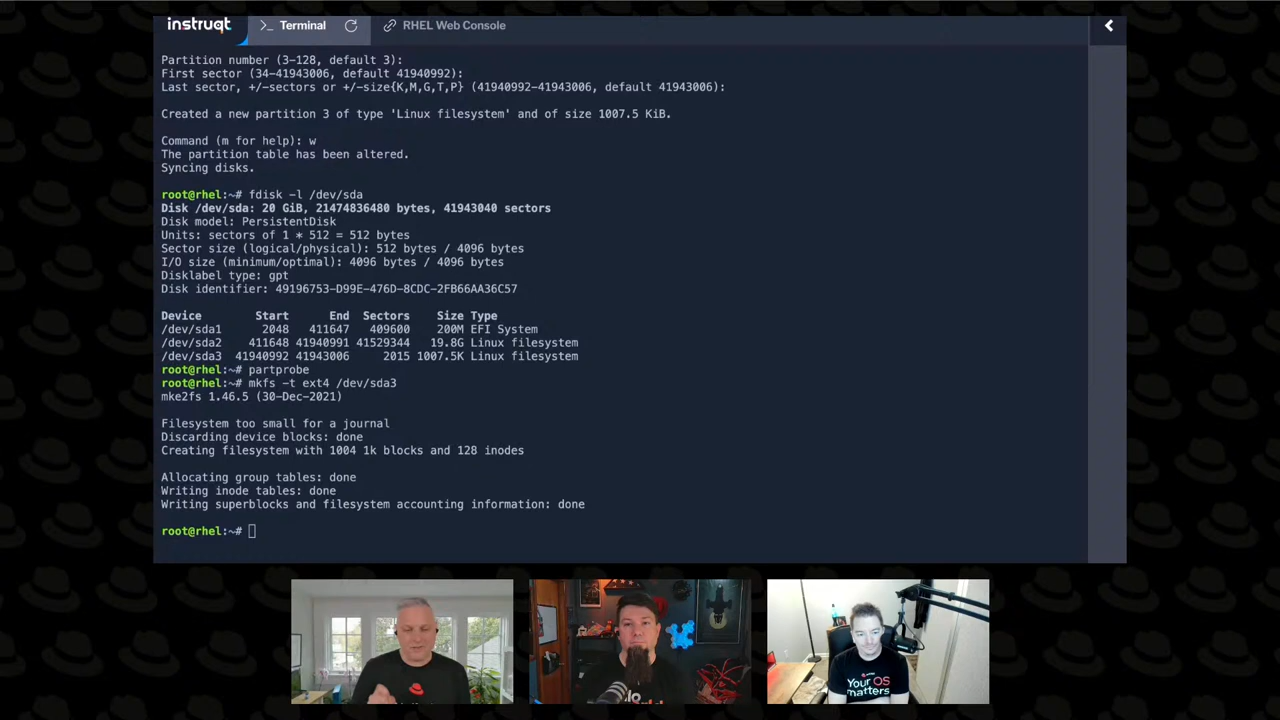 instruqt
>_ Terminal
RHEL Web Console
Partition number (3-128, default 3):
First sector (34-41943006, default 41940992):
Last sector, +/-sectors or +/-size{K,M,G,T,P} (41940992-41943006, default 41943006):
Created a new partition 3 of type 'Linux filesystem' and of size 1007.5 KiB.
Command (m for help): w
The partition table has been altered.
Syncing disks.
root@rhel:~# fdisk -l /dev/sda
Disk /dev/sda: 20 GiB, 21474836480 bytes, 41943040 sectors
Disk model: PersistentDisk
Units: sectors of 1 * 512 = 512 bytes
Sector size (logical/physical): 512 bytes / 4096 bytes
I/O size (minimum/optimal): 4096 bytes / 4096 bytes
Disklabel type: gpt
Disk identifier: 49196753-D99E-476D-8CDC-2FB66AA36C57
Device Start End Sectors Size Type
/dev/sda1 2048 411647 409600 200M EFI System
/dev/sda2 411648 41940991 41529344 19.8G Linux filesystem
/dev/sda3 41940992 41943006 2015 1007.5K Linux filesystem
root@rhel:~# partprobe
root@rhel:~# mkfs -t ext4 /dev/sda3
mke2fs 1.46.5 (30-Dec-2021)
Filesystem too small for a journal
Discarding device blocks: done
Creating filesystem with 1004 1k blocks and 128 inodes
Allocating group tables: done
Writing inode tables: done
Writing superblocks and filesystem accounting information: done
root@rhel:~#
Your OS
matters.